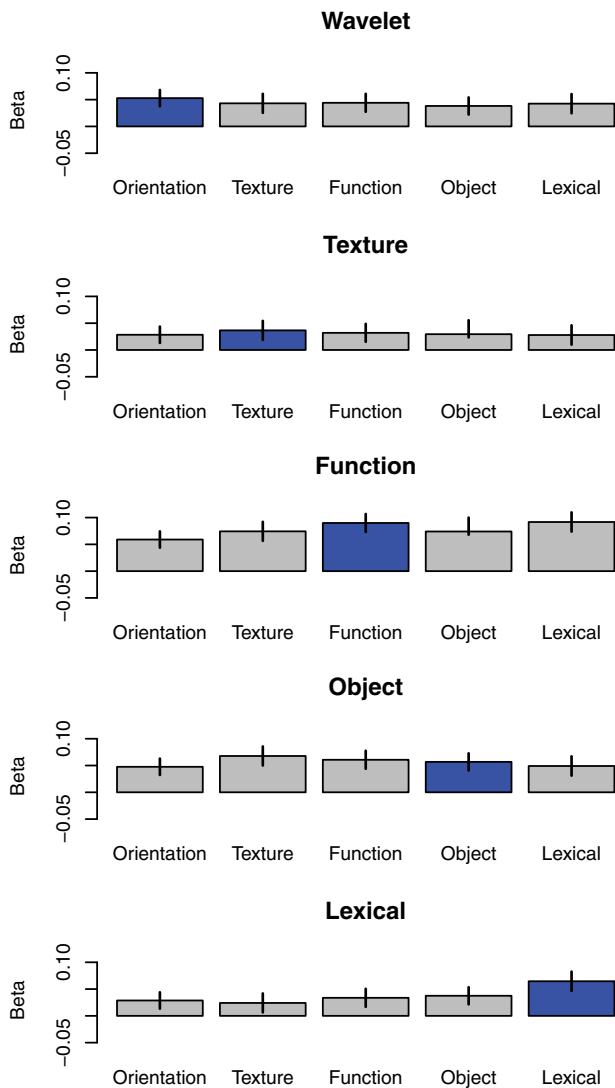 Wavelet
Beta
0.10
−0.05
Orientation Texture Function Object Lexical
Texture
Beta
0.10
−0.05
Orientation Texture Function Object Lexical
Function
Beta
0.10
−0.05
Orientation Texture Function Object Lexical
Object
Beta
0.10
−0.05
Orientation Texture Function Object Lexical
Lexical
Beta
0.10
−0.05
Orientation Texture Function Object Lexical